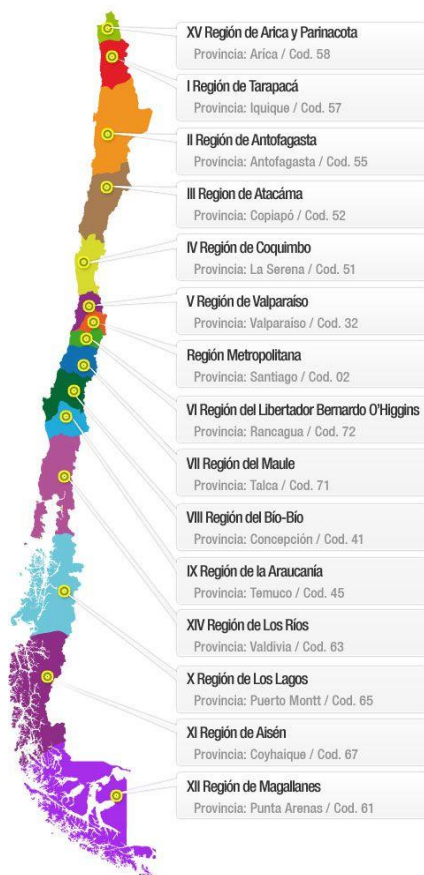 XV Región de Arica y Parinacota
Provincia: Arica / Cod. 58
I Región de Tarapacá
Provincia: Iquique / Cod. 57
II Región de Antofagasta
Provincia: Antofagasta / Cod. 55
III Region de Atacáma
Provincia: Copiapó / Cod. 52
IV Región de Coquimbo
Provincia: La Serena / Cod. 51
V Región de Valparaíso
Provincia: Valparaiso / Cod. 32
Región Metropolitana
Provincia: Santiago / Cod. 02
VI Región del Libertador Bernardo O’Higgins
Provincia: Rancagua / Cod. 72
VII Región del Maule
Provincia: Talca / Cod. 71
VIII Región del Bío-Bío
Provincia: Concepción / Cod. 41
IX Región de la Araucanía
Provincia: Temuco / Cod. 45
XIV Región de Los Ríos
Provincia: Valdivia / Cod. 63
X Región de Los Lagos
Provincia: Puerto Montt / Cod. 65
XI Región de Aisén
Provincia: Coyhaique / Cod. 67
XII Región de Magallanes
Provincia: Punta Arenas / Cod. 61